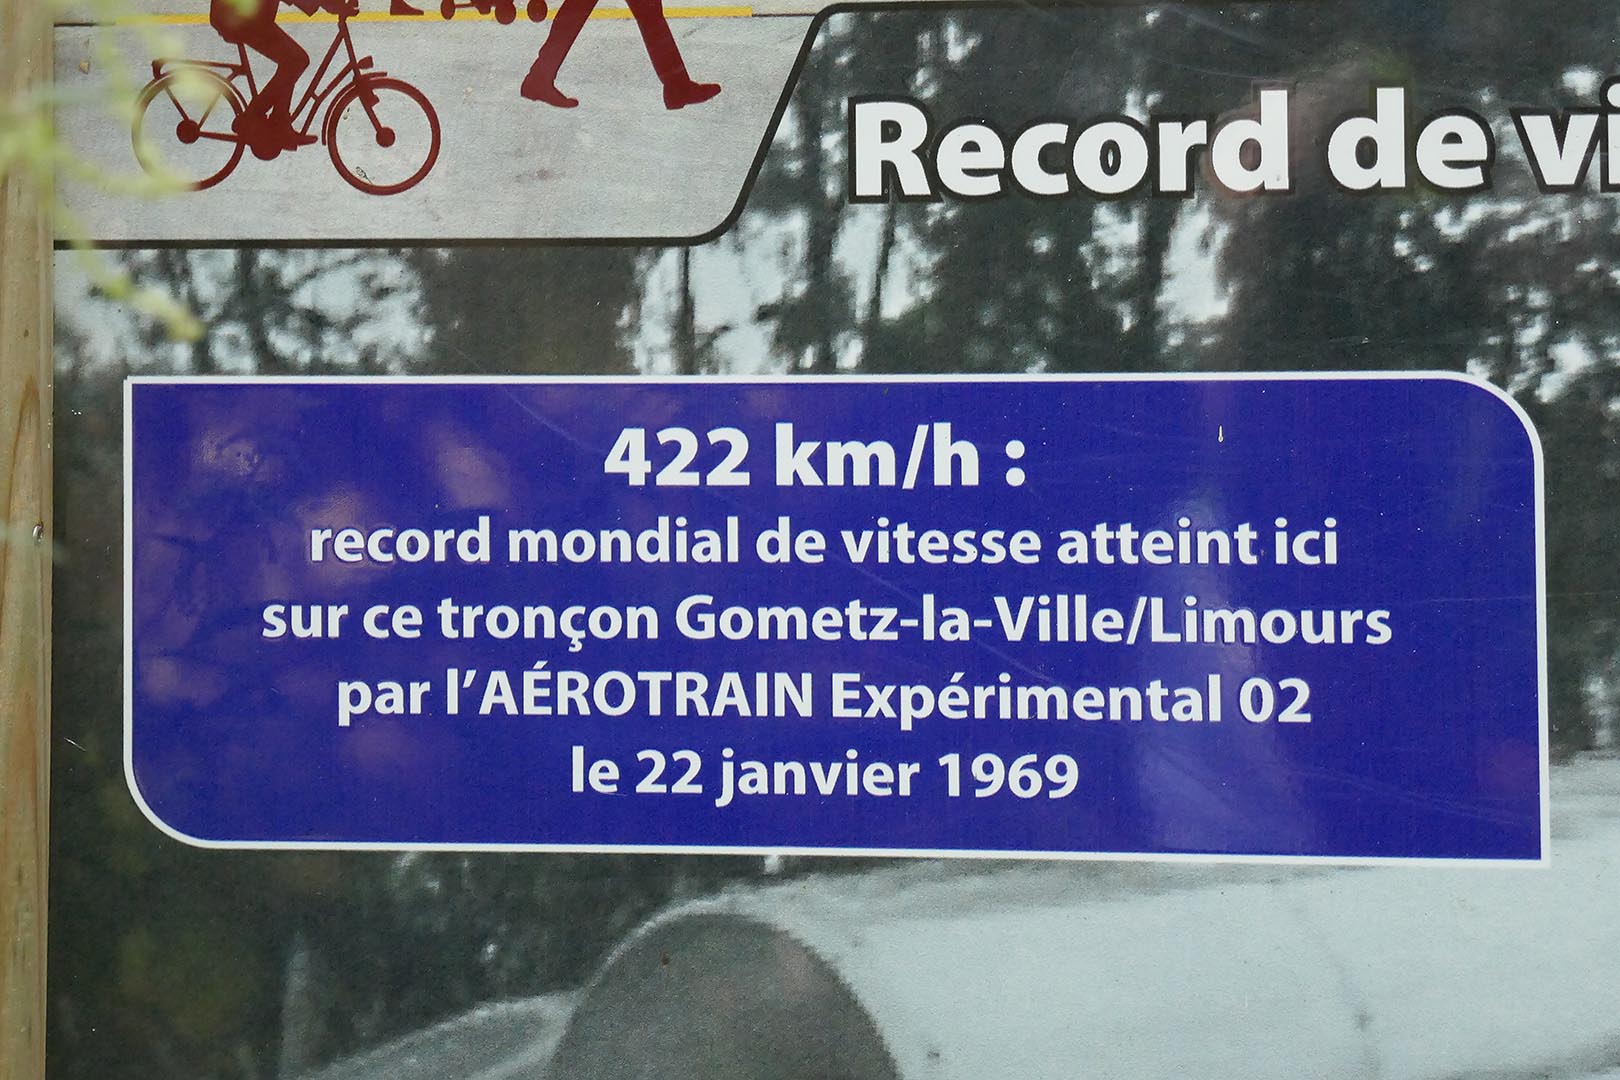 Record de vi
422 km/h :
record mondial de vitesse atteint ici
sur ce tronçon Gometz-la-Ville/Limours
par l’AÉROTRAIN Expérimental 02
le 22 janvier 1969